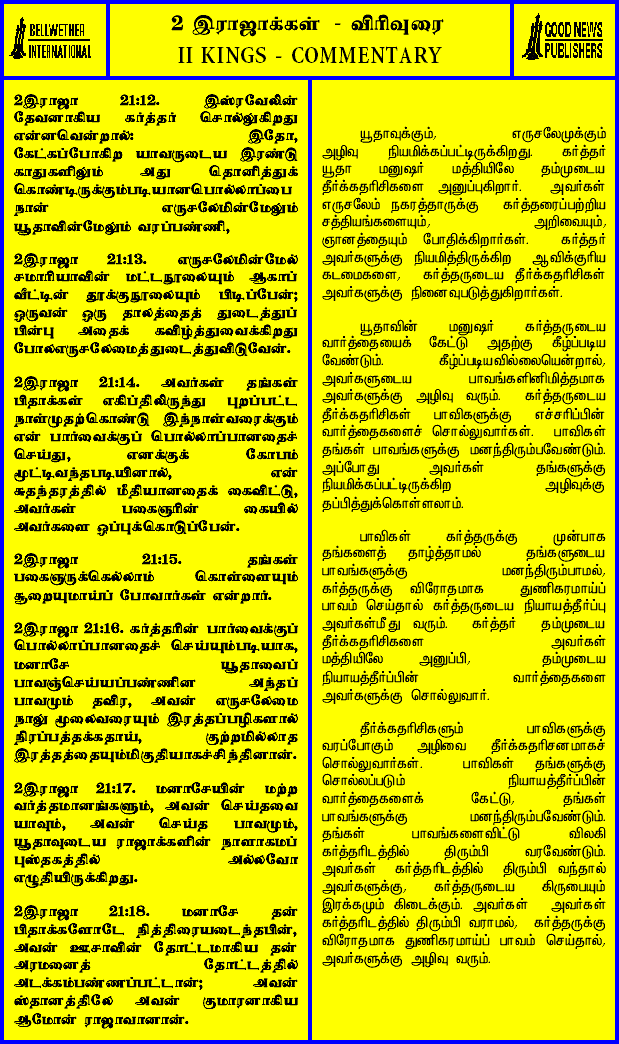 BELLWETHER
INTERNATIONAL
2 இராஜாக்கள் - விரிவுரை
II KINGS - COMMENTARY
GOOD NEWS
PUBLISHERS
2இராஜா 21:12. இஸ்ரவேலின்
தேவனாகிய கர்த்தர் சொல்லுகிறது
என்னவென்றால்: இதோ,
கேட்கப்போகிற யாவருடைய இரண்டு
காதுகளிலும் அது தொனித்துக்
கொண்டிருக்கும்படியானபொல்லாப்பை
நான் எருசலேமின்மேலும்
யூதாவின்மேலும் வரப்பண்ணி,
2இராஜா 21:13. எருசலேமின்மேல்
சமாரியாவின் மட்டநூலையும் ஆகாப்
வீட்டின் தூக்குநூலையும் பிடிப்பேன்;
ஒருவன் ஒரு தாலத்தைத் துடைத்துப்
பின்பு அதைக் கவிழ்த்துவைக்கிறது
போலஎருசலேமைத்துடைத்துவிடுவேன்.
2இராஜா 21:14. அவர்கள் தங்கள்
பிதாக்கள் எகிப்திலிருந்து புறப்பட்ட
நாள்முதற்கொண்டு இந்நாள்வரைக்கும்
என் பார்வைக்குப் பொல்லாப்பானதைச்
செய்து, எனக்குக் கோபம்
மூட்டிவந்தபடியினால், என்
சுதந்தரத்தில் மீதியானதைக் கைவிட்டு,
அவர்கள் பகைஞரின் கையில்
அவர்களை ஒப்புக்கொடுப்பேன்.
2இராஜா 21:15. தங்கள்
பகைஞருக்கெல்லாம் கொள்ளையும்
சூறையுமாய்ப் போவார்கள் என்றார்.
2இராஜா 21:16. கர்த்தரின் பார்வைக்குப்
பொல்லாப்பானதைச் செய்யும்படியாக,
மனாசே யூதாவைப்
பாவஞ்செய்யப்பண்ணின அந்தப்
பாவமும் தவிர, அவன் எருசலேமை
நாலு மூலைவரையும் இரத்தப்பழிகளால்
நிரப்பத்தக்கதாய், குற்றமில்லாத
இரத்தத்தையும்மிகுதியாகச்சிந்தினான்.
2இராஜா 21:17. மனாசேயின் மற்ற
வர்த்தமானங்களும், அவன் செய்தவை
யாவும், அவன் செய்த பாவமும்,
யூதாவுடைய ராஜாக்களின் நாளாகமப்
புஸ்தகத்தில் அல்லவோ
எழுதியிருக்கிறது.
2இராஜா 21:18. மனாசே தன்
பிதாக்களோடே நித்திரையடைந்தபின்,
அவன் ஊசாவின் தோட்டமாகிய தன்
அரமனைத் தோட்டத்தில்
அடக்கம்பண்ணப்பட்டான்; அவன்
ஸ்தானத்திலே அவன் குமாரனாகிய
ஆமோன் ராஜாவானான்.
யூதாவுக்கும், எருசலேமுக்கும்
அழிவு நியமிக்கப்பட்டிருக்கிறது. கர்த்தர்
யூதா மனுஷர் மத்தியிலே தம்முடைய
தீர்க்கதரிசிகளை அனுப்புகிறார். அவர்கள்
எருசலேம் நகரத்தாருக்கு கர்த்தரைப்பற்றிய
சத்தியங்களையும், அறிவையும்,
ஞானத்தையும் போதிக்கிறார்கள். கர்த்தர்
அவர்களுக்கு நியமித்திருக்கிற ஆவிக்குரிய
கடமைகளை, கர்த்தருடைய தீர்க்கதரிசிகள்
அவர்களுக்கு நினைவுபடுத்துகிறார்கள்.
யூதாவின் மனுஷர் கர்த்தருடைய
வார்த்தையைக் கேட்டு அதற்கு கீழ்ப்படிய
வேண்டும். கீழ்ப்படியவில்லையென்றால்,
அவர்களுடைய பாவங்களினிமித்தமாக
அவர்களுக்கு அழிவு வரும். கர்த்தருடைய
தீர்க்கதரிசிகள் பாவிகளுக்கு எச்சரிப்பின்
வார்த்தைகளைச் சொல்லுவார்கள். பாவிகள்
தங்கள் பாவங்களுக்கு மனந்திரும்பவேண்டும்.
அப்போது அவர்கள் தங்களுக்கு
நியமிக்கப்பட்டிருக்கிற அழிவுக்கு
தப்பித்துக்கொள்ளலாம்.
பாவிகள் கர்த்தருக்கு முன்பாக
தங்களைத் தாழ்த்தாமல் தங்களுடைய
பாவங்களுக்கு மனந்திரும்பாமல்,
கர்த்தருக்கு விரோதமாக துணிகரமாய்ப்
பாவம் செய்தால் கர்த்தருடைய நியாயத்தீர்ப்பு
அவர்கள்மீது வரும். கர்த்தர் தம்முடைய
தீர்க்கதரிசிகளை அவர்கள்
மத்தியிலே அனுப்பி, தம்முடைய
நியாயத்தீர்ப்பின் வார்த்தைகளை
அவர்களுக்கு சொல்லுவார்.
தீர்க்கதரிசிகளும் பாவிகளுக்கு
வரப்போகும் அழிவை தீர்க்கதரிசனமாகச்
சொல்லுவார்கள். பாவிகள் தங்களுக்கு
சொல்லப்படும் நியாயத்தீர்ப்பின்
வார்த்தைகளைக் கேட்டு, தங்கள்
பாவங்களுக்கு மனந்திரும்பவேண்டும்.
தங்கள் பாவங்களைவிட்டு விலகி
கர்த்தரிடத்தில் திரும்பி வரவேண்டும்.
அவர்கள் கர்த்தரிடத்தில் திரும்பி வந்தால்
அவர்களுக்கு, கர்த்தருடைய கிருபையும்
இரக்கமும் கிடைக்கும். அவர்கள் அவர்கள்
கர்த்தரிடத்தில் திரும்பி வராமல், கர்த்தருக்கு
விரோதமாக துணிகரமாய்ப் பாவம் செய்தால்,
அவர்களுக்கு அழிவு வரும்.